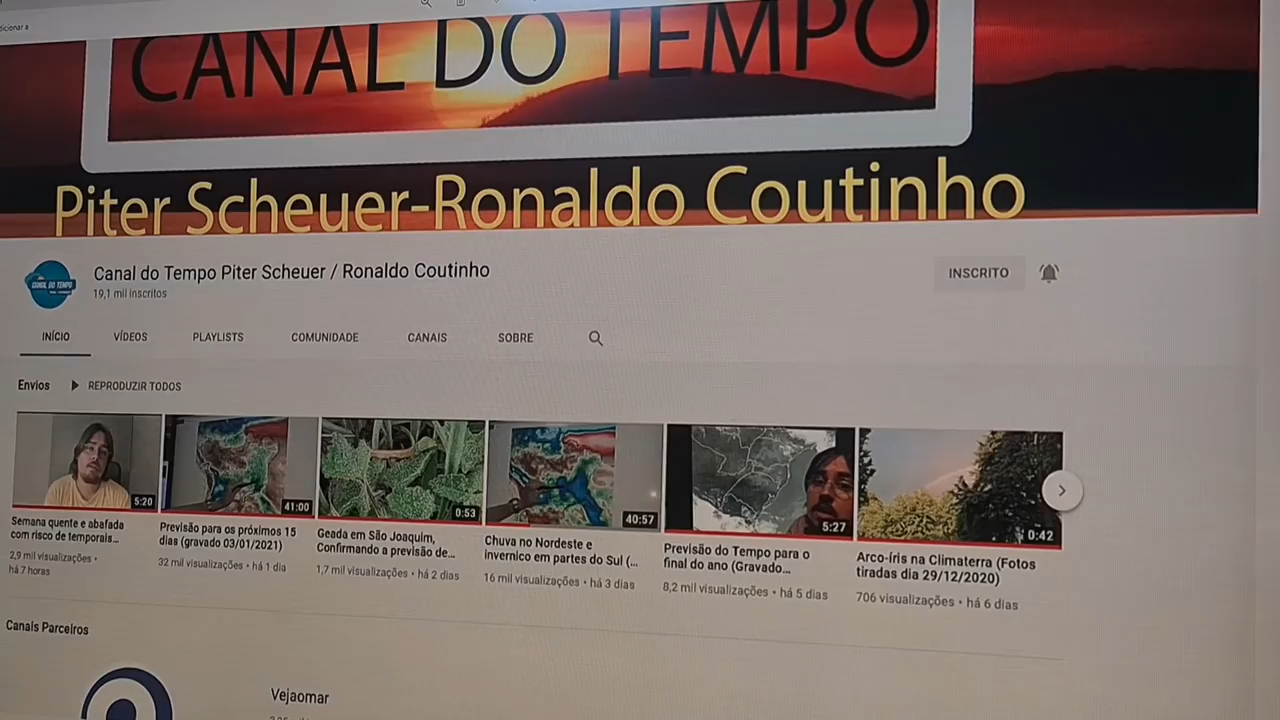 dicionar a
CANAL DO TEMPO
Piter Scheuer-Ronaldo Coutinho
CANAL DO TEMPO
Canal do Tempo Piter Scheuer / Ronaldo Coutinho
19,1 mil inscritos
INSCRITO
INÍCIO VÍDEOS PLAYLISTS COMUNIDADE CANAIS SOBRE
Envios REPRODUZIR TODOS
5:20
Semana quente e abafada
com risco de temporais...
2,9 mil visualizações •
há 7 horas
41:00
Previsão para os próximos 15
dias (gravado 03/01/2021)
32 mil visualizações • há 1 dia
0:53
Geada em São Joaquim,
Confirmando a previsão de...
1,7 mil visualizações • há 2 dias
40:57
Chuva no Nordeste e
invernico em partes do Sul (...
16 mil visualizações • há 3 dias
5:27
Previsão do Tempo para o
final do ano (Gravado...
8,2 mil visualizações • há 5 dias
0:42
Arco-íris na Climaterra (Fotos
tiradas dia 29/12/2020)
706 visualizações • há 6 dias
Canais Parceiros
Vejaomar